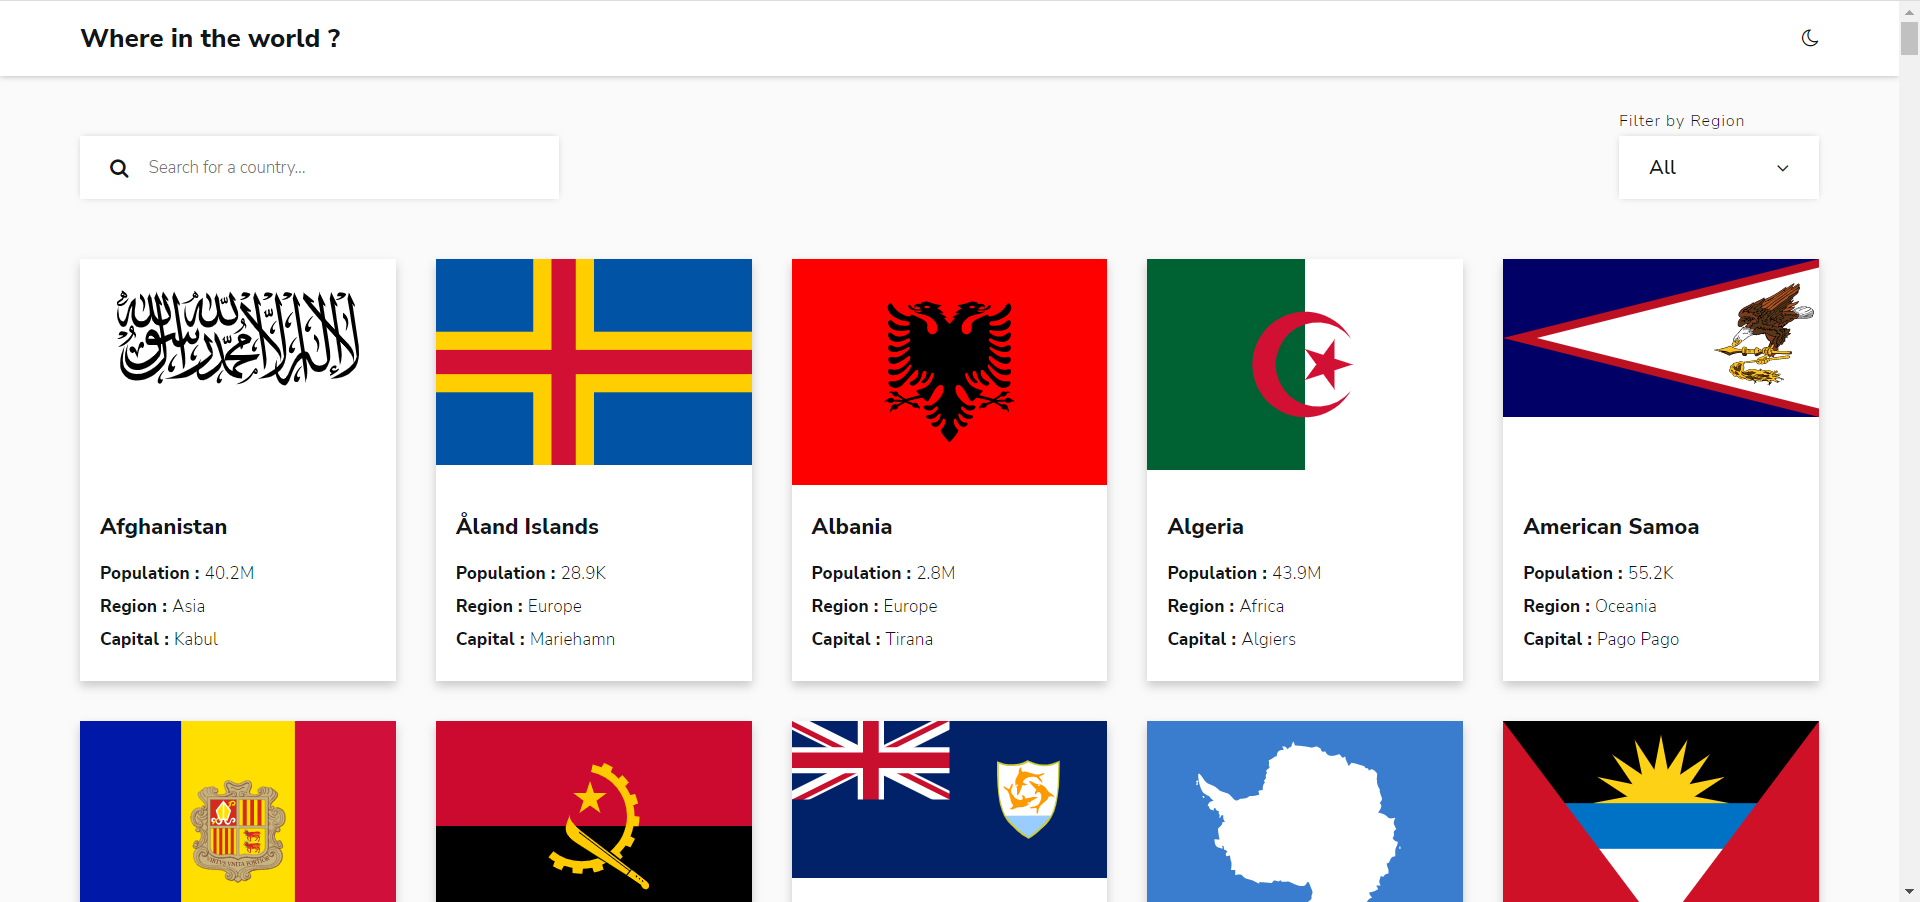 Where in the world ?
Filter by Region
Search for a country...
All
لا إله إلا الله محمد رسول الله
Afghanistan
Population : 40.2M
Region : Asia
Capital : Kabul
Åland Islands
Population : 28.9K
Region : Europe
Capital : Mariehamn
Albania
Population : 2.8M
Region : Europe
Capital : Tirana
Algeria
Population : 43.9M
Region : Africa
Capital : Algiers
American Samoa
Population : 55.2K
Region : Oceania
Capital : Pago Pago
VIRTVS VNITA FORTIOR